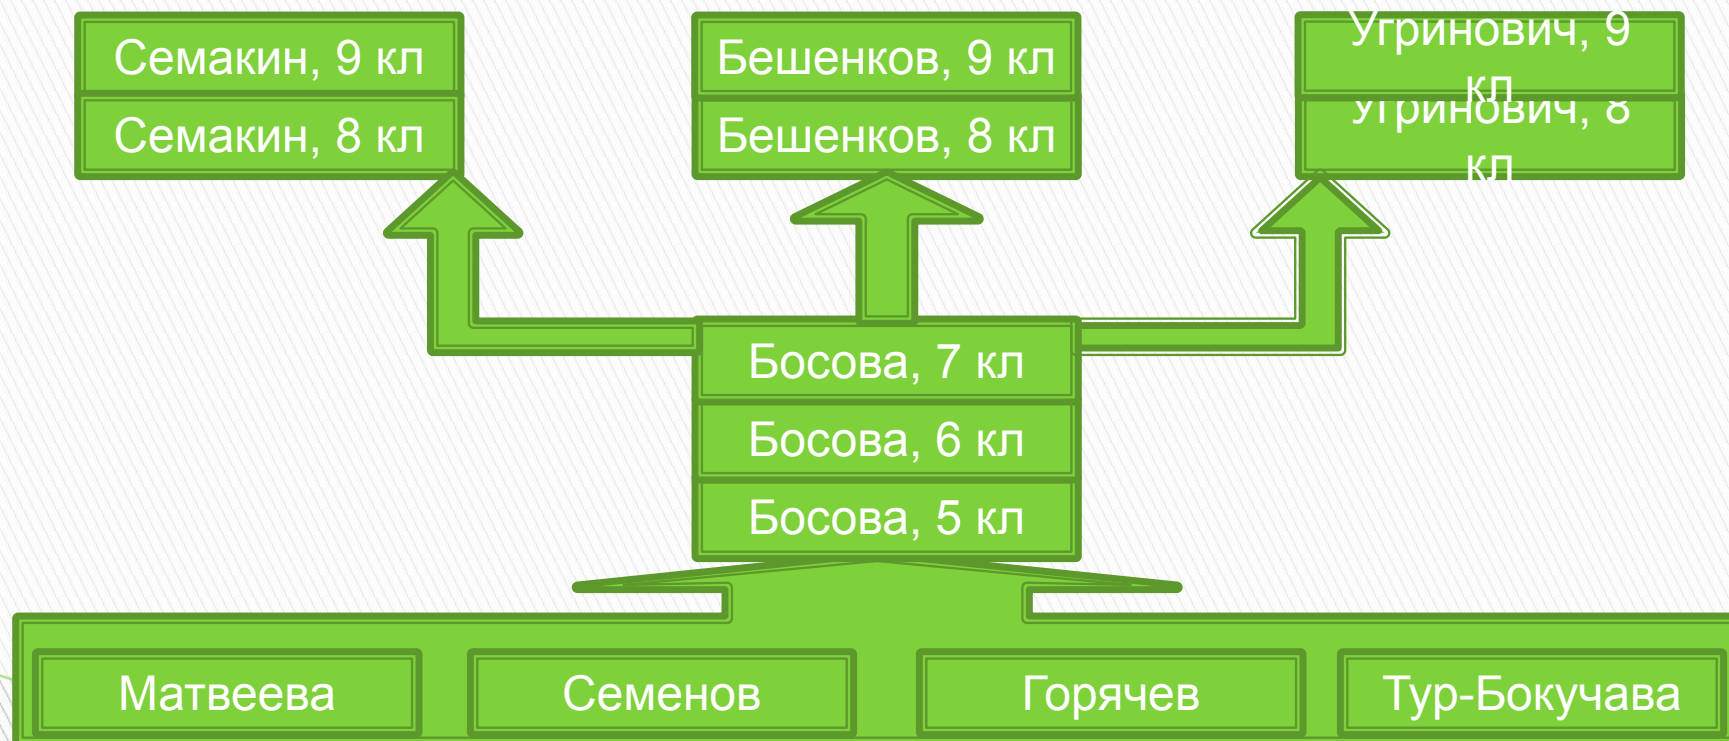 Семакин, 9 кл
Бешенков, 9 кл
Угринович, 9
кл
Семакин, 8 кл
Бешенков, 8 кл
Угринович, 8
кл
Босова, 7 кл
Босова, 6 кл
Босова, 5 кл
Матвеева
Семенов
Горячев
Тур-Бокучава